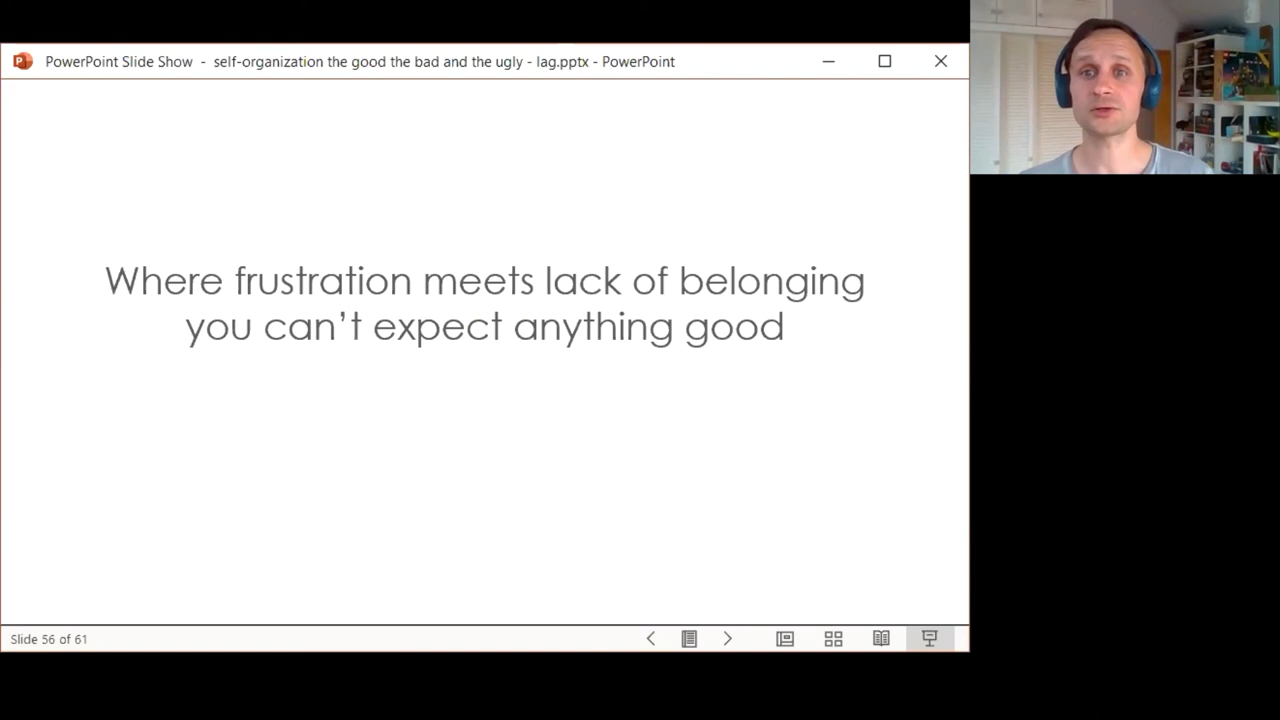 PowerPoint Slide Show - self-organization the good the bad and the ugly - lag.pptx - PowerPoint
Where frustration meets lack of belonging
you can’t expect anything good
Slide 56 of 61